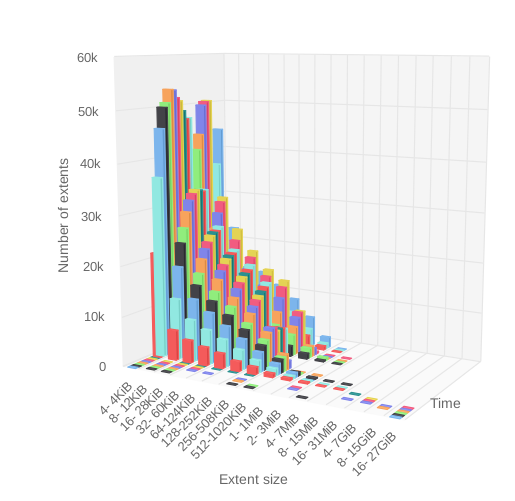 60k
50k
40k
30k
20k
10k
0
Number of extents
4-4KiB
8- 12KiB
16- 28KiB
32- 60KiB
64-124KiB
128-252KiB
256-508KiB
512-1020KiB
1- 1MiB
2- 3MiB
4- 7MiB
8- 15MiB
16- 31MiB
4- 7GiB
8- 15GiB
16- 27GiB
Time
Extent size